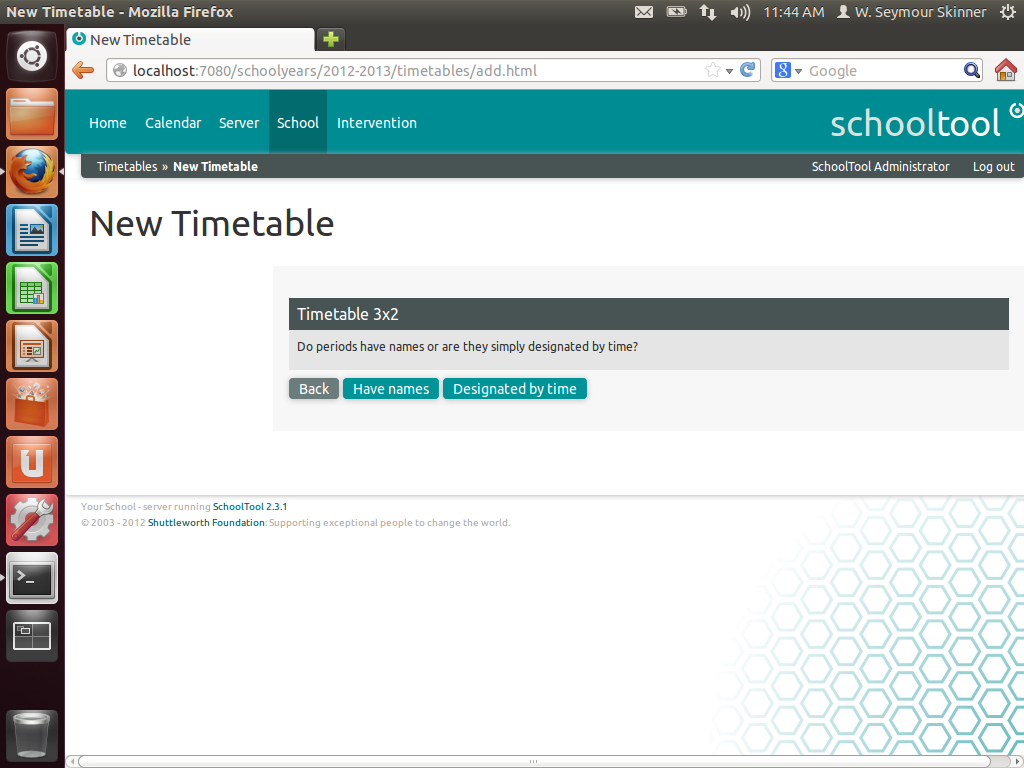 New Timetable - Mozilla Firefox
11:44 AM W. Seymour Skinner
New Timetable
localhost:7080/schoolyears/2012-2013/timetables/add.html
8 Google
Home Calendar Server School Intervention
schooltool
Timetables » New Timetable
SchoolTool Administrator Log out
New Timetable
Timetable 3x2
Do periods have names or are they simply designated by time?
Back Have names Designated by time
Your School - server running SchoolTool 2.3.1
© 2003 - 2012 Shuttleworth Foundation: Supporting exceptional people to change the world.